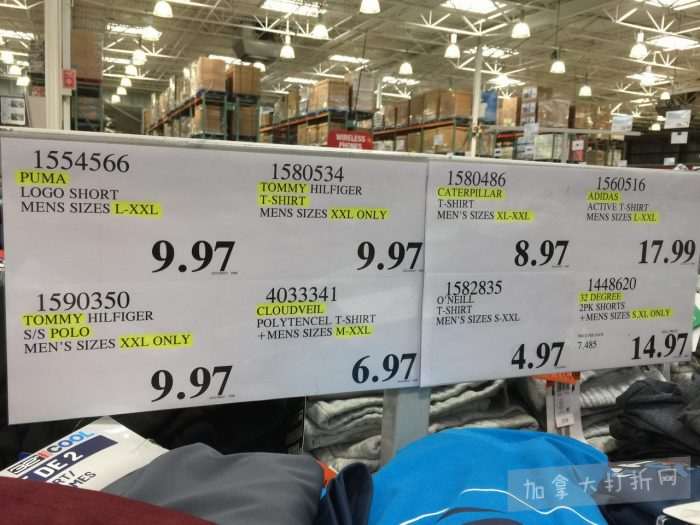 WIRELESS
PHONES
1554566
PUMA
LOGO SHORT
MENS SIZES L-XXL
9.97
1580534
TOMMY HILFIGER
T-SHIRT
MENS SIZES XXL ONLY
9.97
1580486
CATERPILLAR
T-SHIRT
MEN'S SIZES XL-XXL
8.97
1560516
ADIDAS
ACTIVE T-SHIRT
MENS SIZES L-XXL
17.99
1590350
TOMMY HILFIGER
S/S POLO
MEN'S SIZES XXL ONLY
9.97
4033341
CLOUDVEIL
POLYTENCEL T-SHIRT
+MENS SIZES M-XXL
6.97
1582835
O'NEILL
T-SHIRT
MEN'S SIZES S-XXL
4.97
1448620
32 DEGREE
2PK SHORTS
+MENS SIZES S,XL ONLY
7.485
14.97
COOL
DE 2
加拿大打折网